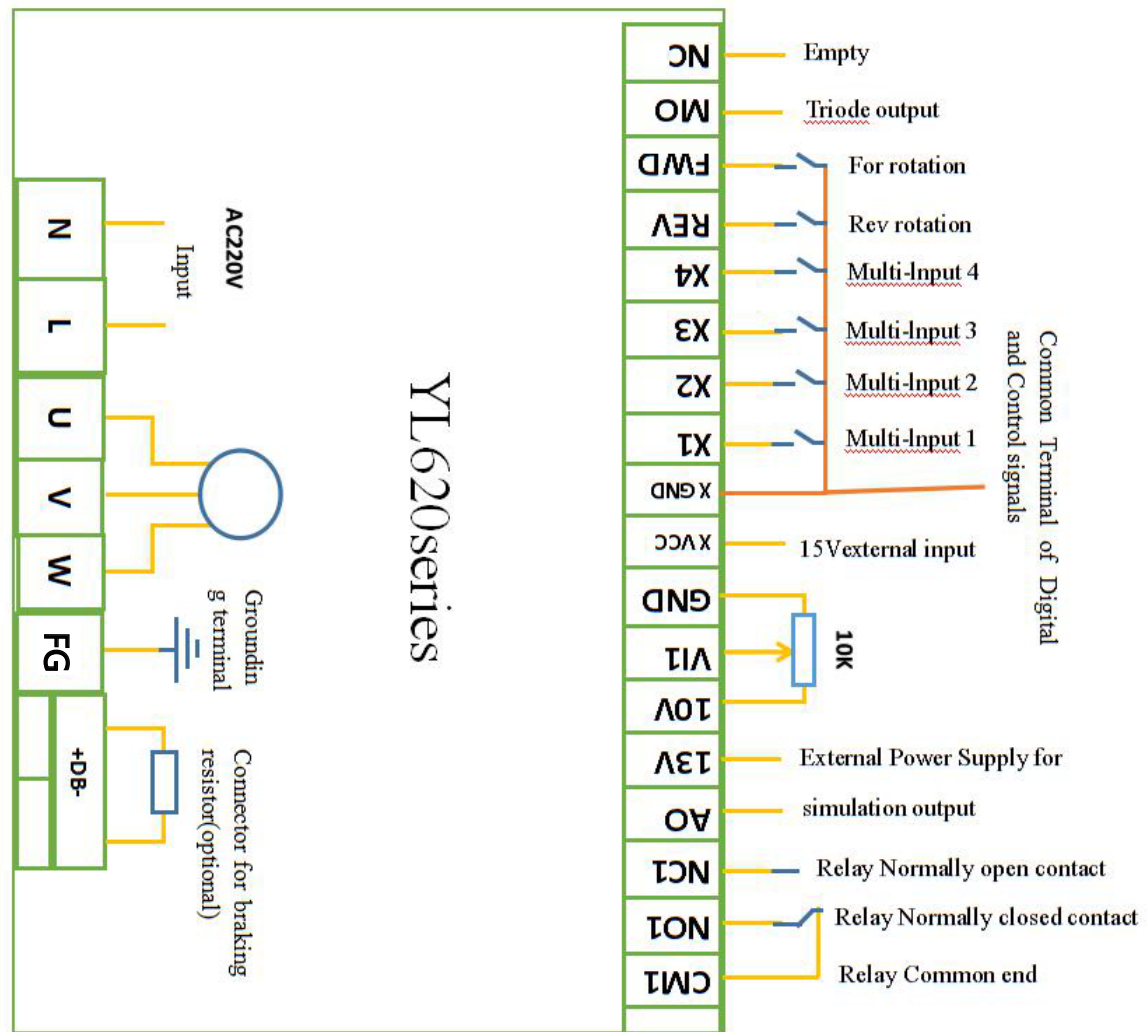 NC
Empty
MO
Triode output
FWD
For rotation
REV
Rev rotation
X4
Multi-Input 4
X3
Multi-Input 3
X2
Multi-Input 2
X1
Multi-Input 1
X GND
Common Terminal of Digital
and Control signals
X VCC
15Vexternal input
GND
VI1
10K
10V
13V
External Power Supply for
AO
simulation output
NC1
Relay Normally open contact
NO1
Relay Normally closed contact
CM1
Relay Common end
YL620series
AC220V
Input
N
L
U
V
W
FG
Groundin
g terminal
+DB-
Connector for braking
resistor(optional)